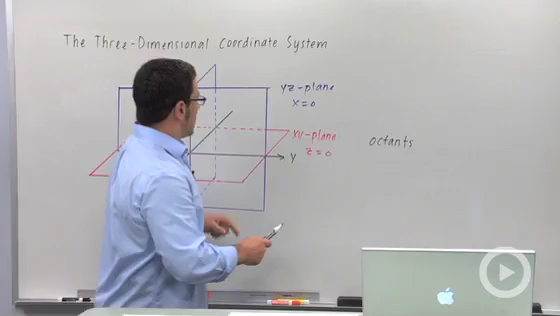 The Three-Dimensional Coordinate System
yz-plane
x=0
xy-plane
z=0
y
octants